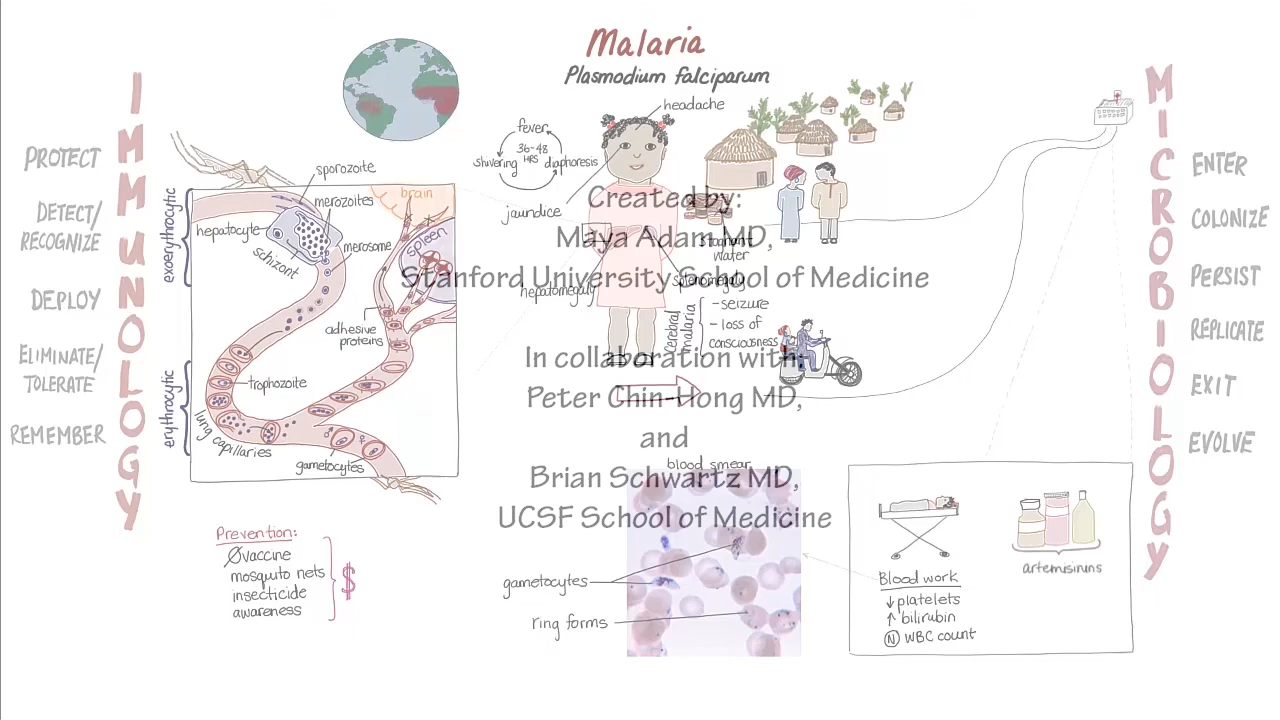 Malaria
Plasmodium falciparum
headache
fever
36-48
HRS
shivering
diaphoresis
jaundice
stagnant
water
splenomegaly
hepatomegaly
cerebral
malaria
-seizure
- loss of
consciousness
Created by:
Maya Adam MD,
Stanford University School of Medicine
In collaboration with:
Peter Chin-Hong MD,
and
Brian Schwartz MD,
UCSF School of Medicine
IMMUNOLOGY
PROTECT
DETECT/
RECOGNIZE
DEPLOY
ELIMINATE/
TOLERATE
REMEMBER
exoerythrocytic
erythrocytic
sporozoite
merozoites
brain
hepatocyte
schizont
merosome
spleen
adhesive
proteins
trophozoite
lung capillaries
gametocytes
♂
♀
Prevention:
∅vaccine
mosquito nets
insecticide
awareness
$
blood smear
gametocytes
ring forms
Blood work
↓platelets
↑ bilirubin
Ⓝ WBC count
artemisinins
MICROBIOLOGY
ENTER
COLONIZE
PERSIST
REPLICATE
EXIT
EVOLVE